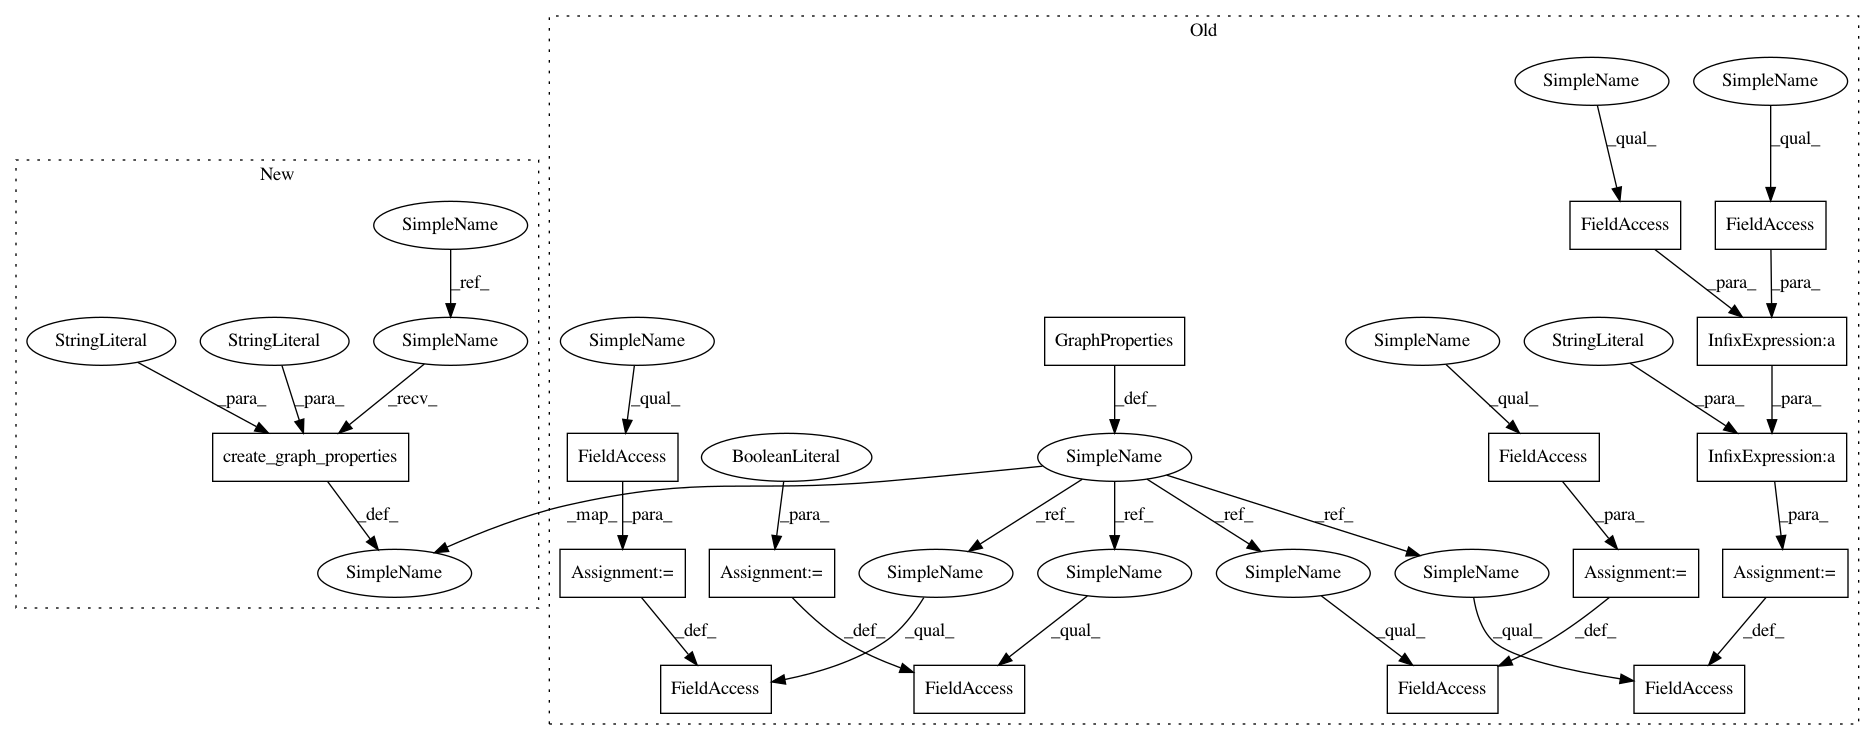 Old
SimpleName
SimpleName
_qual_
_qual_
New
SimpleName
FieldAccess
FieldAccess
_ref_
_para_
_para_
StringLiteral
StringLiteral
SimpleName
SimpleName
GraphProperties
SimpleName
StringLiteral
InfixExpression:a
_para_
_para_
_recv_
_qual_
_def_
_qual_
_para_
_para_
create_graph_properties
FieldAccess
BooleanLiteral
SimpleName
FieldAccess
InfixExpression:a
_def_
_map_
_para_
_para_
_ref_
_ref_
_ref_
_ref_
_para_
_para_
SimpleName
Assignment:=
Assignment:=
SimpleName
SimpleName
SimpleName
SimpleName
Assignment:=
Assignment:=
_def_
_def_
_qual_
_qual_
_qual_
_qual_
_def_
_def_
FieldAccess
FieldAccess
FieldAccess
FieldAccess